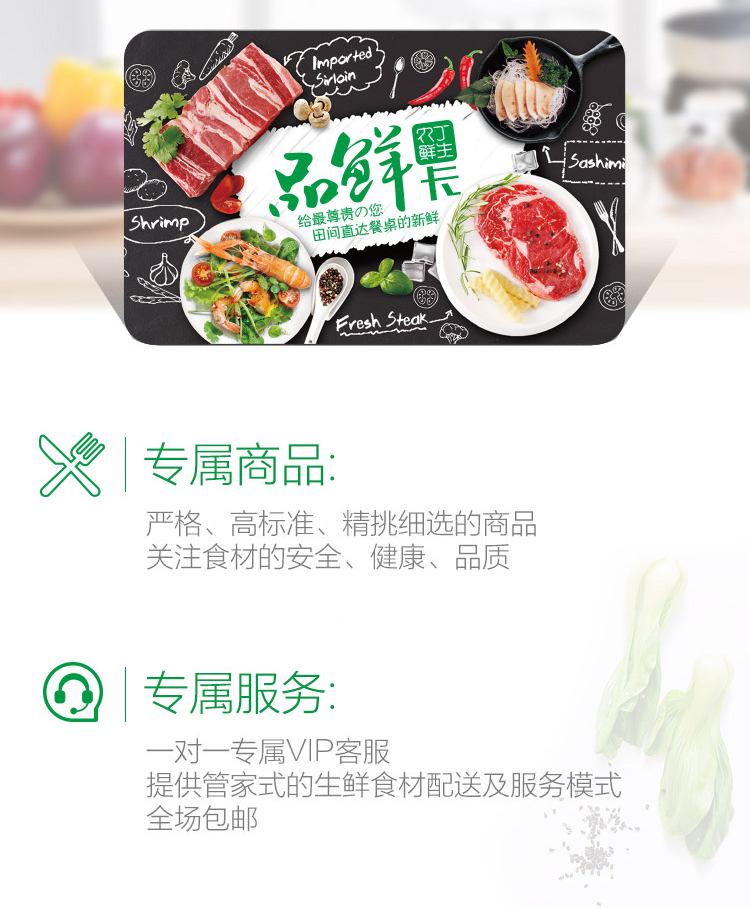 Imported
Sirloin
品鲜卡
农丁
鲜生
给最尊贵の您
田间直达餐桌的新鲜
Sashimi
Shrimp
Fresh Steak
专属商品:
严格、高标准、精挑细选的商品
关注食材的安全、健康、品质
专属服务:
一对一专属VIP客服
提供管家式的生鲜食材配送及服务模式
全场包邮